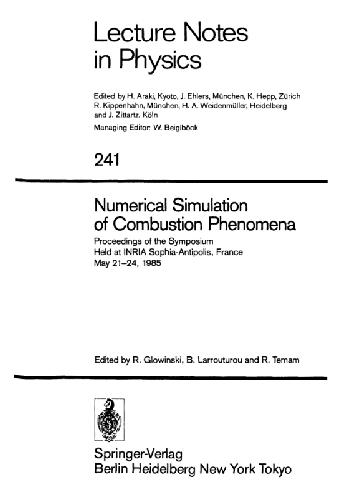 Lecture Notes
in Physics
Edited by H. Araki, Kyoto, J. Ehlers, München, K. Hepp, Zürich
R. Kippenhahn, München, H. A. Weidenmüller, Heidelberg
and J. Zittartz, Köln
Managing Editor: W. Beiglböck
241
Numerical Simulation
of Combustion Phenomena
Proceedings of the Symposium
Held at INRIA Sophia-Antipolis, France
May 21–24, 1985
Edited by R. Glowinski, B. Larrouturou and R. Temam
Springer-Verlag
Berlin Heidelberg New York Tokyo